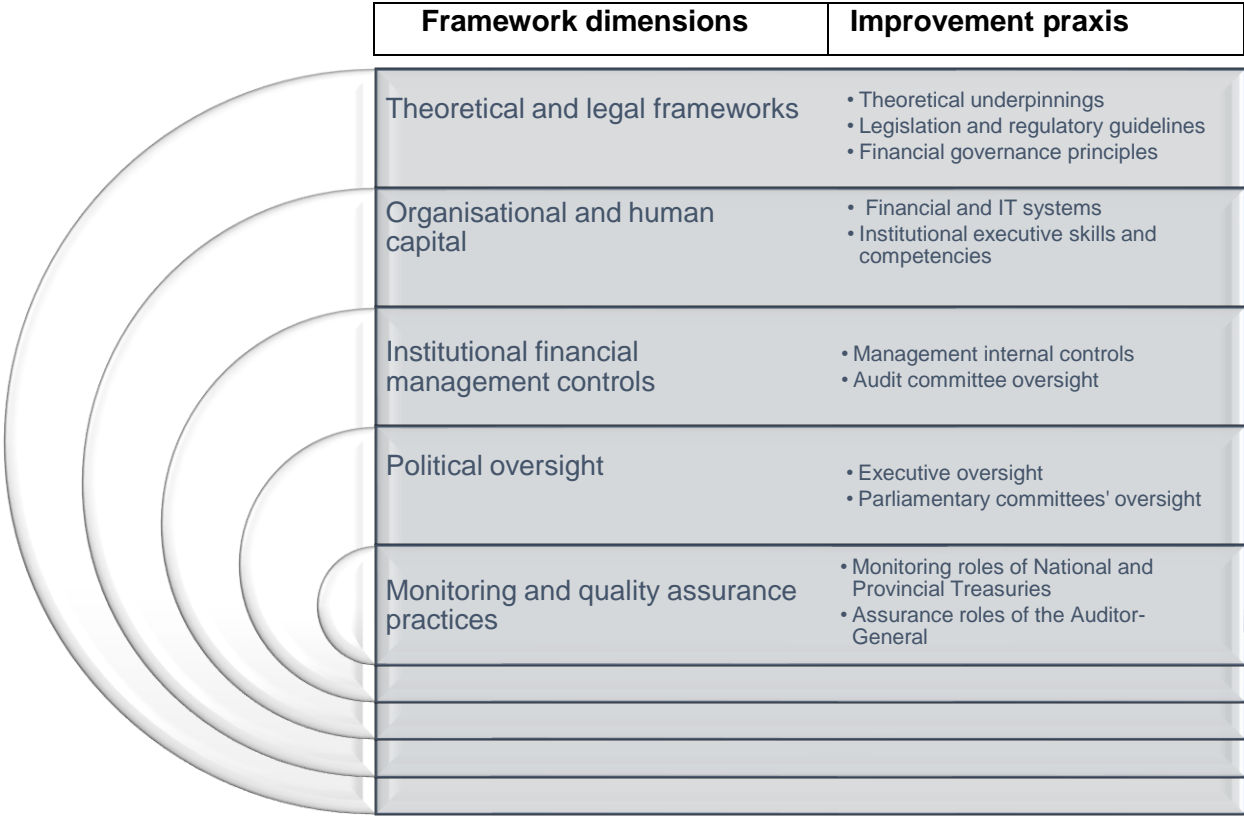 Framework dimensions
Improvement praxis
Theoretical and legal frameworks
• Theoretical underpinnings
• Legislation and regulatory guidelines
• Financial governance principles
Organisational and human
capital
• Financial and IT systems
• Institutional executive skills and
competencies
Institutional financial
management controls
• Management internal controls
• Audit committee oversight
Political oversight
• Executive oversight
• Parliamentary committees' oversight
Monitoring and quality assurance
practices
• Monitoring roles of National and
Provincial Treasuries
• Assurance roles of the Auditor-
General